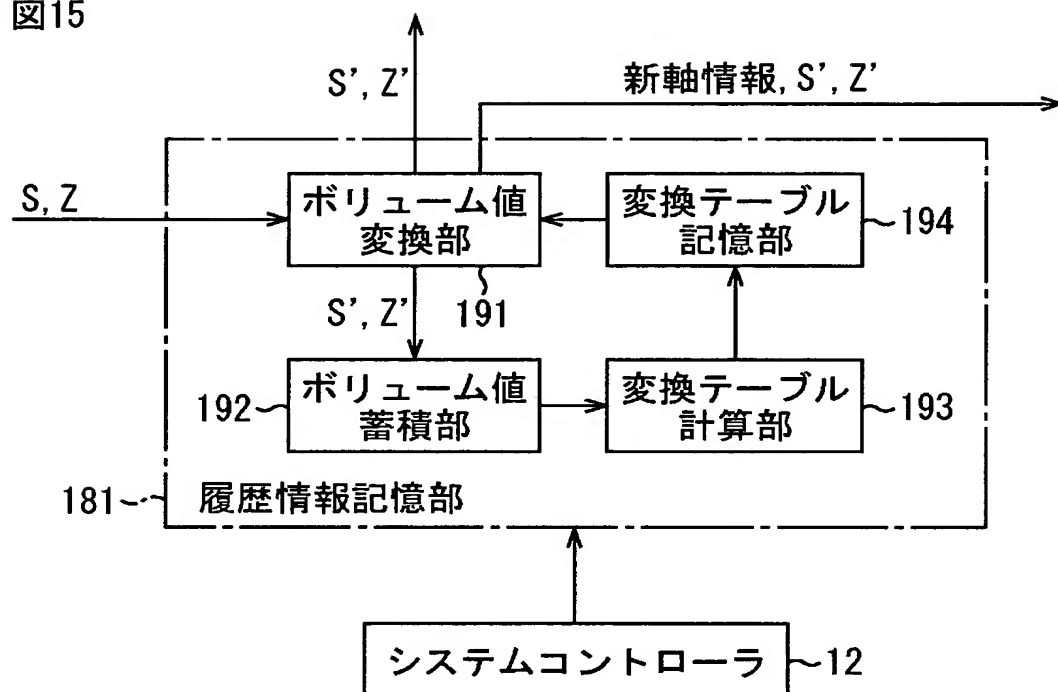 図15
S', Z'
新軸情報, S', Z'
S, Z
ボリューム値
変換部
191
変換テーブル
記憶部
194
S', Z'
192
ボリューム値
蓄積部
変換テーブル
計算部
193
181
履歴情報記憶部
システムコントローラ
12